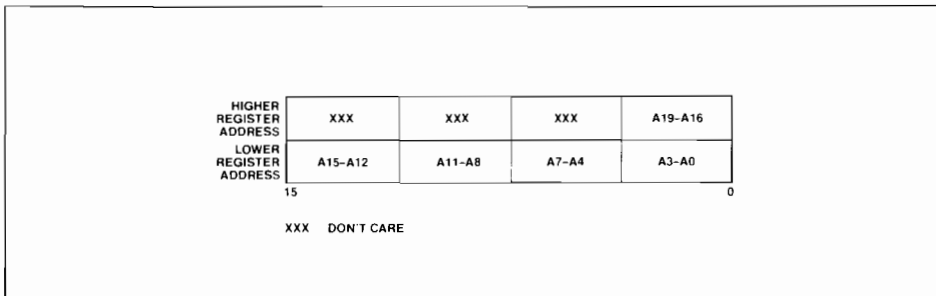 HIGHER
REGISTER
ADDRESS
XXX XXX XXX A19-A16
LOWER
REGISTER
ADDRESS
A15-A12 A11-A8 A7-A4 A3-A0
15 0
XXX DON'T CARE